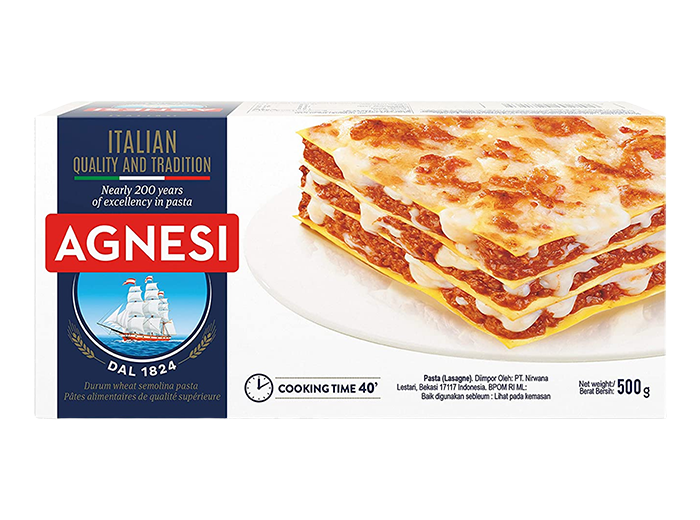 ITALIAN
QUALITY AND TRADITION
Nearly 200 years
of excellency in pasta
AGNESI
DAL 1824
Durum wheat semolina pasta
Pâtes alimentaires de qualité supérieure
COOKING TIME 40'
Pasta (Lasagne). Diimpor Oleh: PT. Nirwana
Lestari, Bekasi 17117 Indonesia. BPOM RI ML:
Baik digunakan sebleum : Lihat pada kemasan
Net weight/
Berat Bersih: 500 g